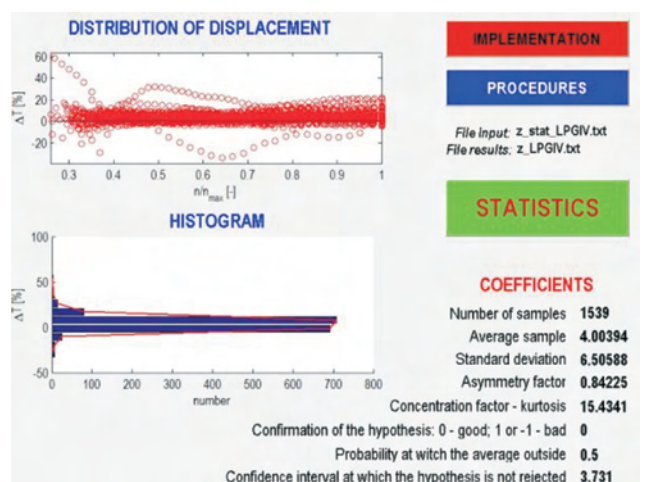 DISTRIBUTION OF DISPLACEMENT
60
40
20
0
-20
ΔT [%]
0.3 0.4 0.5 0.6 0.7 0.8 0.9 1
n/nmax [-]
HISTOGRAM
100
50
0
-50
ΔT [%]
0 100 200 300 400 500 600 700 800
number
IMPLEMENTATION
PROCEDURES
File input: z_stat_LPGIV.txt
File results: z_LPGIV.txt
STATISTICS
COEFFICIENTS
Number of samples 1539
Average sample 4.00394
Standard deviation 6.50588
Asymmetry factor 0.84225
Concentration factor - kurtosis 15.4341
Confirmation of the hypothesis: 0 - good; 1 or -1 - bad 0
Probability at witch the average outside 0.5
Confidence interval at which the hypothesis is not rejected 3.731